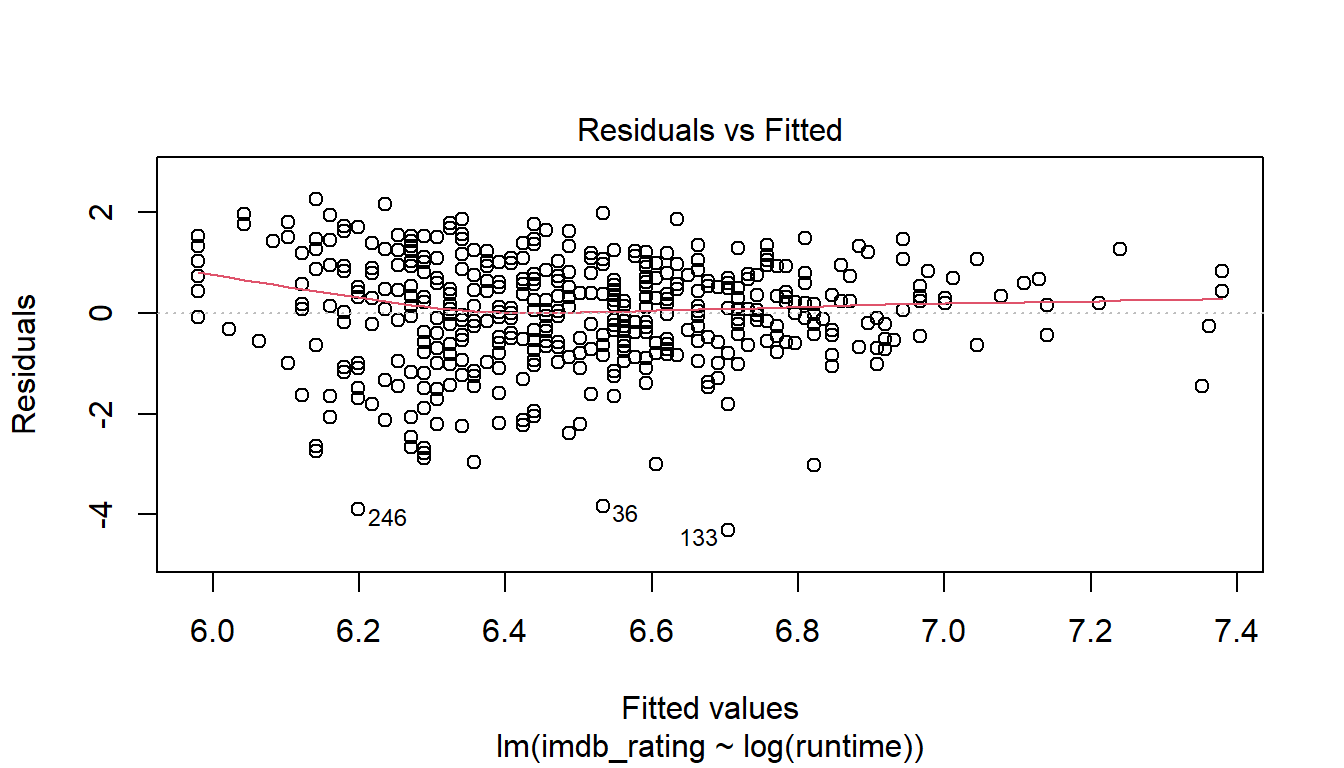 Residuals vs Fitted
Residuals
2
0
-2
-4
246
36
133
6.0 6.2 6.4 6.6 6.8 7.0 7.2 7.4
Fitted values
lm(imdb_rating ~ log(runtime))